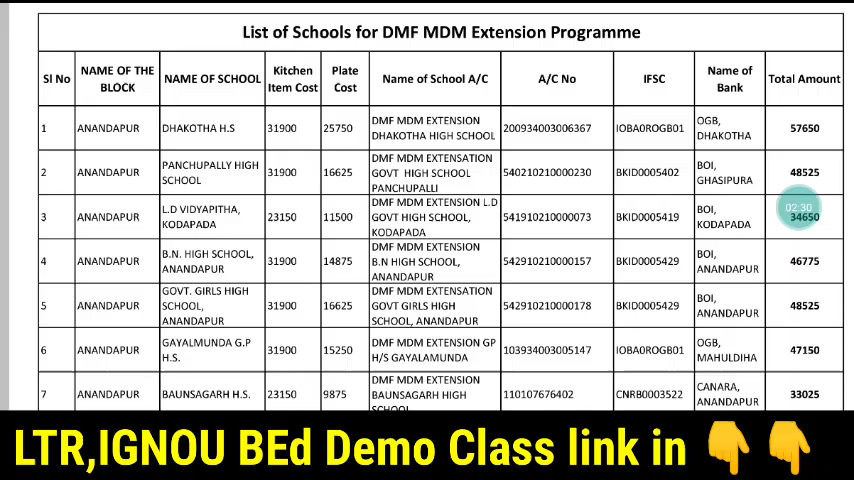 List of Schools for DMF MDM Extension Programme
Sl No | NAME OF THE BLOCK | NAME OF SCHOOL | Kitchen Item Cost | Plate Cost | Name of School A/C | A/C No | IFSC | Name of Bank | Total Amount
1 | ANANDAPUR | DHAKOTHA H.S | 31900 | 25750 | DMF MDM EXTENSION DHAKOTHA HIGH SCHOOL | 200934003006367 | IOBA0ROGB01 | OGB, DHAKOTHA | 57650
2 | ANANDAPUR | PANCHUPALLY HIGH SCHOOL | 31900 | 16625 | DMF MDM EXTENSATION GOVT HIGH SCHOOL PANCHUPALLI | 540210210000230 | BKID0005402 | BOI, GHASIPURA | 48525
3 | ANANDAPUR | L.D VIDYAPITHA, KODAPADA | 23150 | 11500 | DMF MDM EXTENSION L.D GOVT HIGH SCHOOL, KODAPADA | 541910210000073 | BKID0005419 | BOI, KODAPADA | 34650
02:30
4 | ANANDAPUR | B.N. HIGH SCHOOL, ANANDAPUR | 31900 | 14875 | DMF MDM EXTENSION B.N HIGH SCHOOL, ANANDAPUR | 542910210000157 | BKID0005429 | BOI, ANANDAPUR | 46775
5 | ANANDAPUR | GOVT. GIRLS HIGH SCHOOL, ANANDAPUR | 31900 | 16625 | DMF MDM EXTENSATION GOVT GIRLS HIGH SCHOOL, ANANDAPUR | 542910210000178 | BKID0005429 | BOI, ANANDAPUR | 48525
6 | ANANDAPUR | GAYALMUNDA G.P H.S. | 31900 | 15250 | DMF MDM EXTENSION GP H/S GAYALAMUNDA | 103934003005147 | IOBA0ROGB01 | OGB, MAHULDIHA | 47150
7 | ANANDAPUR | BAUNSAGARH H.S. | 23150 | 9875 | DMF MDM EXTENSION BAUNSAGARH HIGH SCHOOL | 110107676402 | CNRB0003522 | CANARA, ANANDAPUR | 33025
LTR,IGNOU BEd Demo Class link in 👇 👇